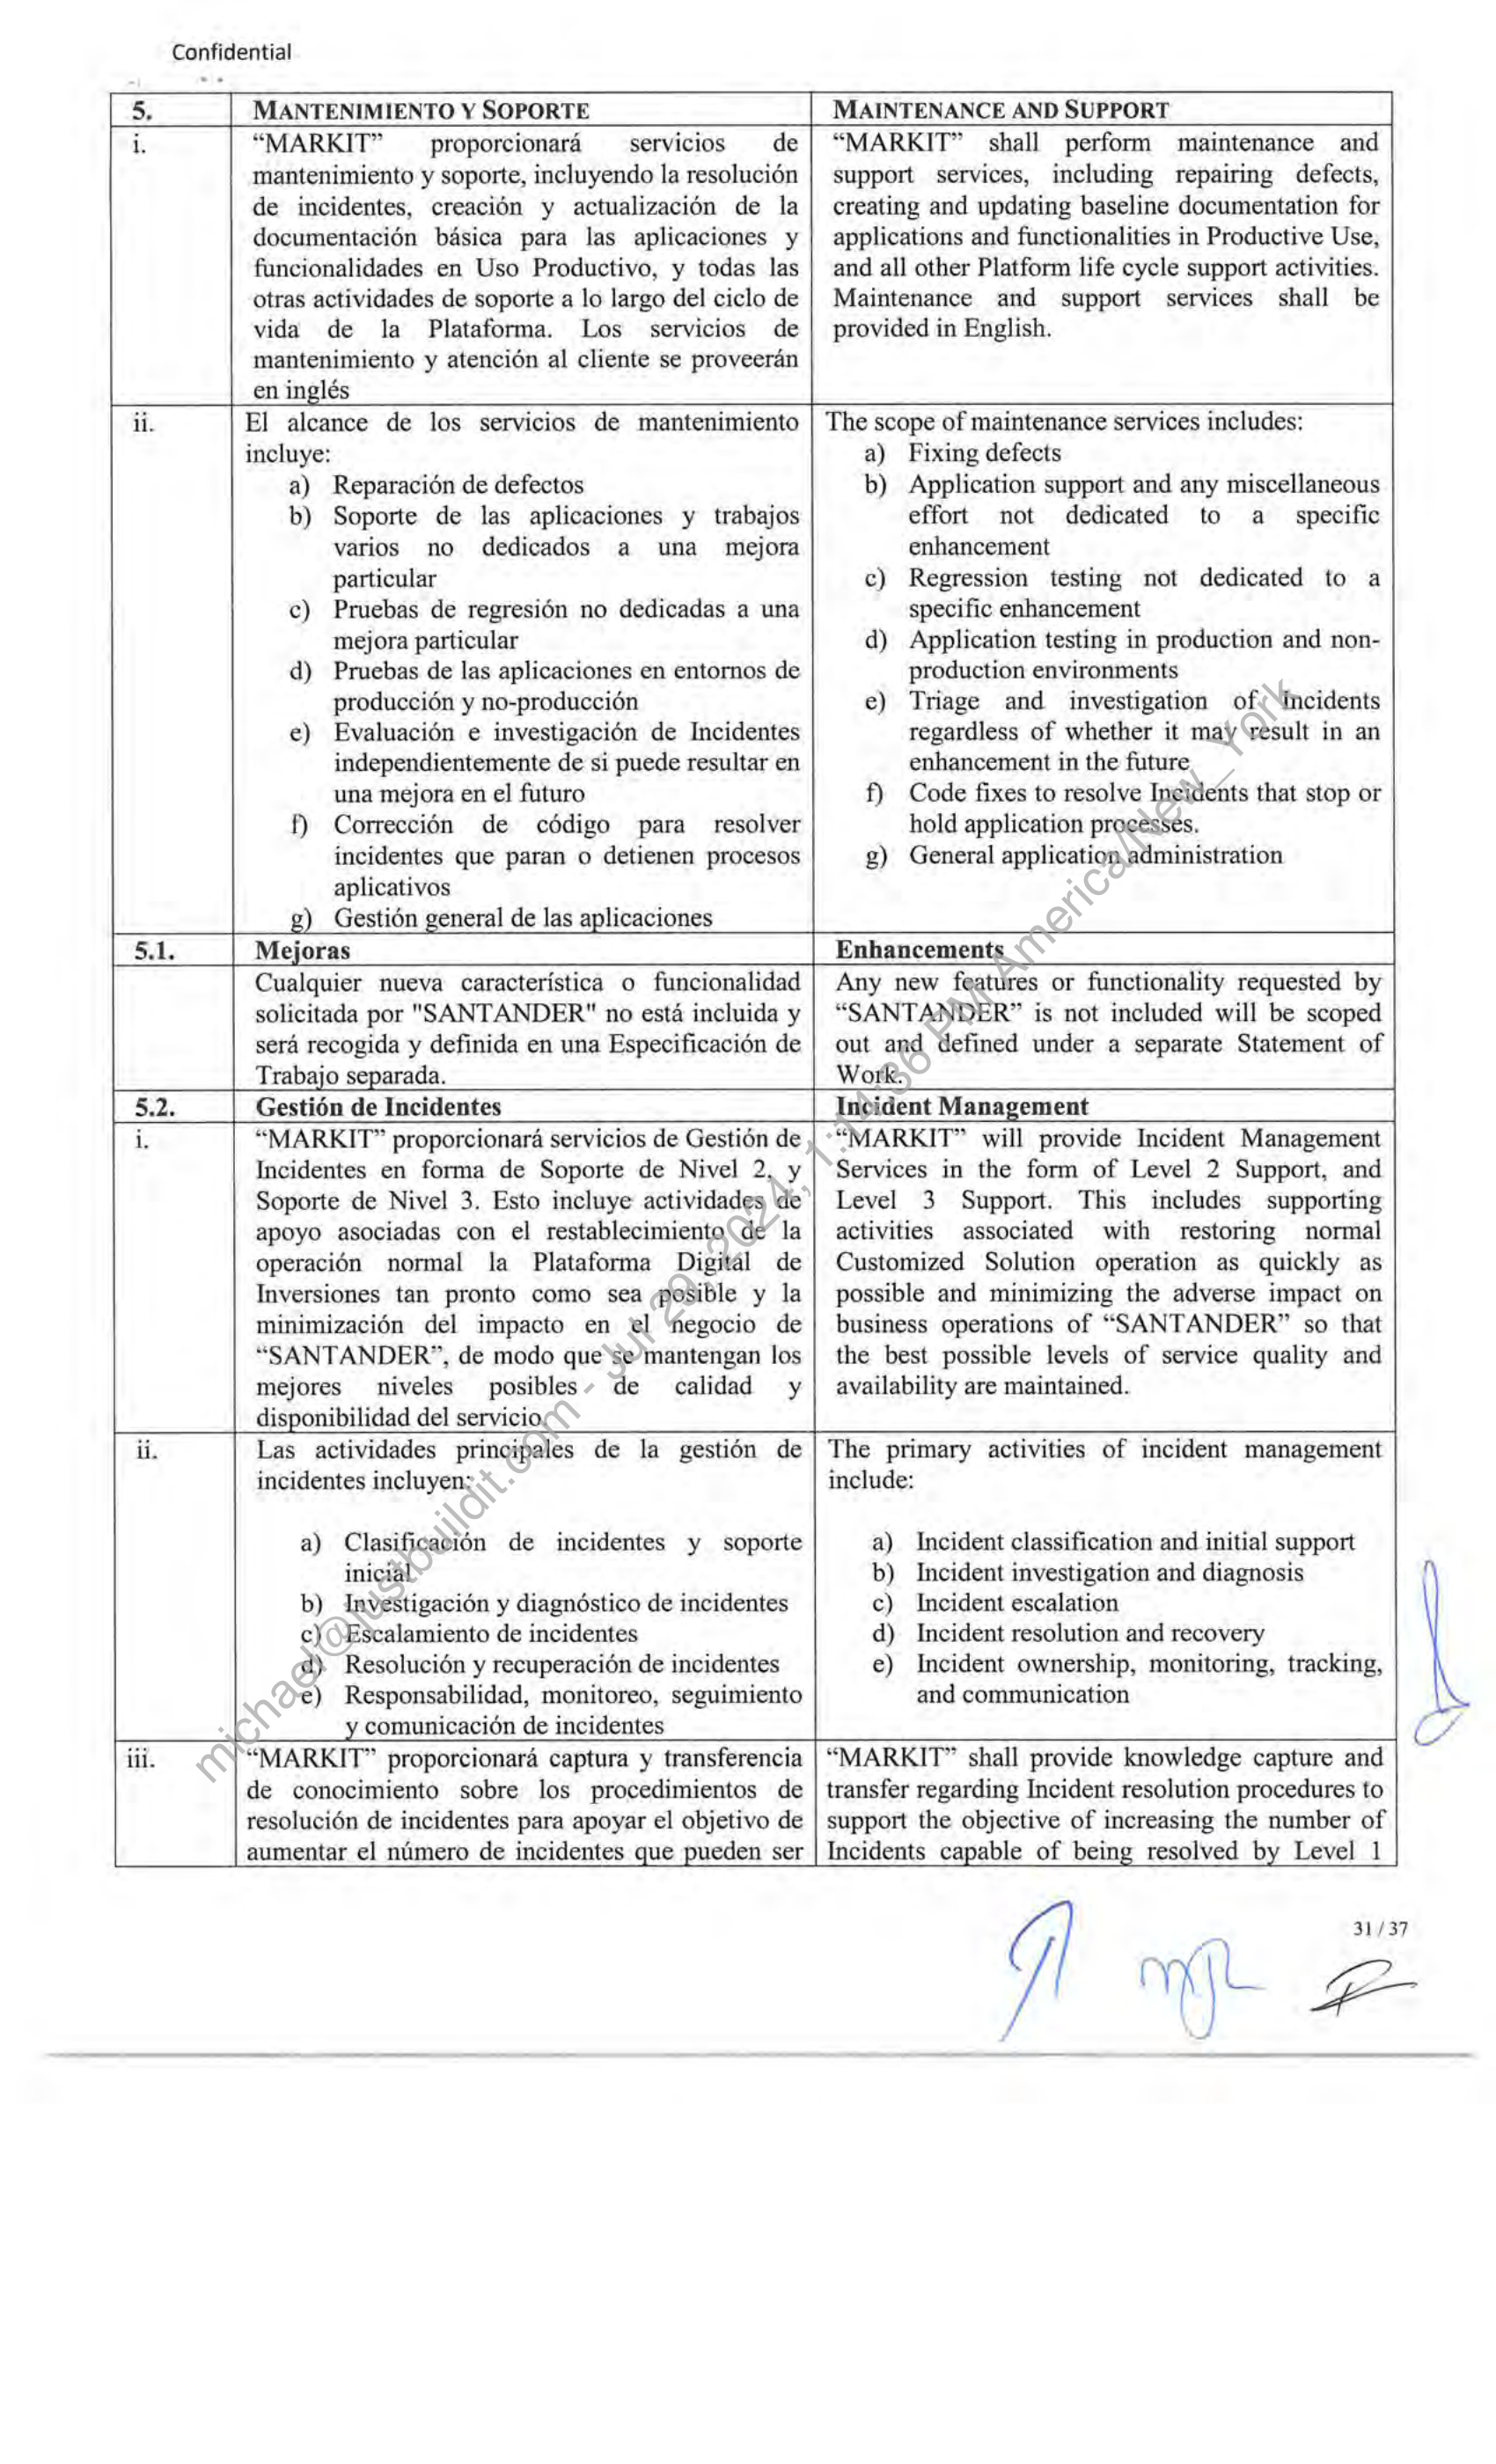 Confidential
5. MANTENIMIENTO Y SOPORTE
MAINTENANCE AND SUPPORT
i.
“MARKIT” proporcionará servicios de
mantenimiento y soporte, incluyendo la resolución
de incidentes, creación y actualización de la
documentación básica para las aplicaciones y
funcionalidades en Uso Productivo, y todas las
otras actividades de soporte a lo largo del ciclo de
vida de la Plataforma. Los servicios de
mantenimiento y atención al cliente se proveerán
en inglés
“MARKIT” shall perform maintenance and
support services, including repairing defects,
creating and updating baseline documentation for
applications and functionalities in Productive Use,
and all other Platform life cycle support activities.
Maintenance and support services shall be
provided in English.
ii.
El alcance de los servicios de mantenimiento
incluye:
a) Reparación de defectos
b) Soporte de las aplicaciones y trabajos
varios no dedicados a una mejora
particular
c) Pruebas de regresión no dedicadas a una
mejora particular
d) Pruebas de las aplicaciones en entornos de
producción y no-producción
e) Evaluación e investigación de Incidentes
independientemente de si puede resultar en
una mejora en el futuro
f) Corrección de código para resolver
incidentes que paran o detienen procesos
aplicativos
g) Gestión general de las aplicaciones
The scope of maintenance services includes:
a) Fixing defects
b) Application support and any miscellaneous
effort not dedicated to a specific
enhancement
c) Regression testing not dedicated to a
specific enhancement
d) Application testing in production and non-
production environments
e) Triage and investigation of Incidents
regardless of whether it may result in an
enhancement in the future
f) Code fixes to resolve Incidents that stop or
hold application processes.
g) General application administration
5.1. Mejoras
Enhancements
Cualquier nueva característica o funcionalidad
solicitada por "SANTANDER" no está incluida y
será recogida y definida en una Especificación de
Trabajo separada.
Any new features or functionality requested by
“SANTANDER” is not included will be scoped
out and defined under a separate Statement of
Work.
5.2. Gestión de Incidentes
Incident Management
i.
“MARKIT” proporcionará servicios de Gestión de
Incidentes en forma de Soporte de Nivel 2, y
Soporte de Nivel 3. Esto incluye actividades de
apoyo asociadas con el restablecimiento de la
operación normal la Plataforma Digital de
Inversiones tan pronto como sea posible y la
minimización del impacto en el negocio de
“SANTANDER”, de modo que se mantengan los
mejores niveles posibles de calidad y
disponibilidad del servicio.
“MARKIT” will provide Incident Management
Services in the form of Level 2 Support, and
Level 3 Support. This includes supporting
activities associated with restoring normal
Customized Solution operation as quickly as
possible and minimizing the adverse impact on
business operations of “SANTANDER” so that
the best possible levels of service quality and
availability are maintained.
ii.
Las actividades principales de la gestión de
incidentes incluyen:
a) Clasificación de incidentes y soporte
inicial
b) Investigación y diagnóstico de incidentes
c) Escalamiento de incidentes
d) Resolución y recuperación de incidentes
e) Responsabilidad, monitoreo, seguimiento
y comunicación de incidentes
The primary activities of incident management
include:
a) Incident classification and initial support
b) Incident investigation and diagnosis
c) Incident escalation
d) Incident resolution and recovery
e) Incident ownership, monitoring, tracking,
and communication
iii.
“MARKIT” proporcionará captura y transferencia
de conocimiento sobre los procedimientos de
resolución de incidentes para apoyar el objetivo de
aumentar el número de incidentes que pueden ser
“MARKIT” shall provide knowledge capture and
transfer regarding Incident resolution procedures to
support the objective of increasing the number of
Incidents capable of being resolved by Level 1
31 / 37
michael@justbuildit.com - Jul 29, 2024, 1:14:36 PM America/New_York